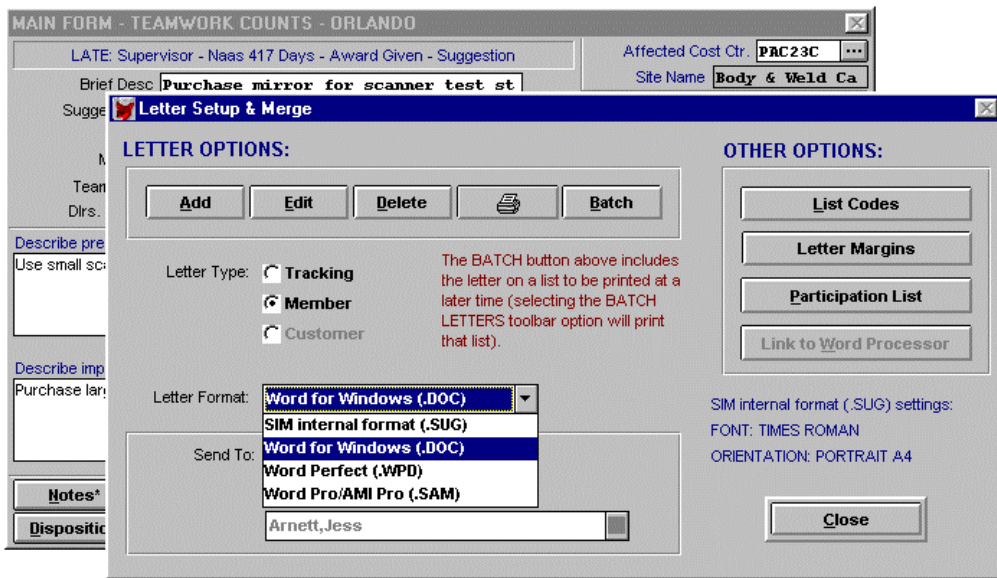 MAIN FORM - TEAMWORK COUNTS - ORLANDO
LATE: Supervisor - Naas 417 Days - Award Given - Suggestion
Affected Cost Ctr. PAC23C ...
Brief Desc Purchase mirror for scanner test st
Site Name Body & Weld Ca
Sugge
Team
Dlrs.
Describe pre
Use small sc
Describe imp
Purchase lar
Notes*
Dispositio
Letter Setup & Merge
LETTER OPTIONS:
Add Edit Delete Batch
Letter Type: Tracking
Member
Customer
The BATCH button above includes
the letter on a list to be printed at a
later time (selecting the BATCH
LETTERS toolbar option will print
that list).
Letter Format: Word for Windows (.DOC)
SIM internal format (.SUG)
Word for Windows (.DOC)
Word Perfect (.WPD)
Word Pro/AMI Pro (.SAM)
Send To:
Arnett,Jess
OTHER OPTIONS:
List Codes
Letter Margins
Participation List
Link to Word Processor
SIM internal format (.SUG) settings:
FONT: TIMES ROMAN
ORIENTATION: PORTRAIT A4
Close